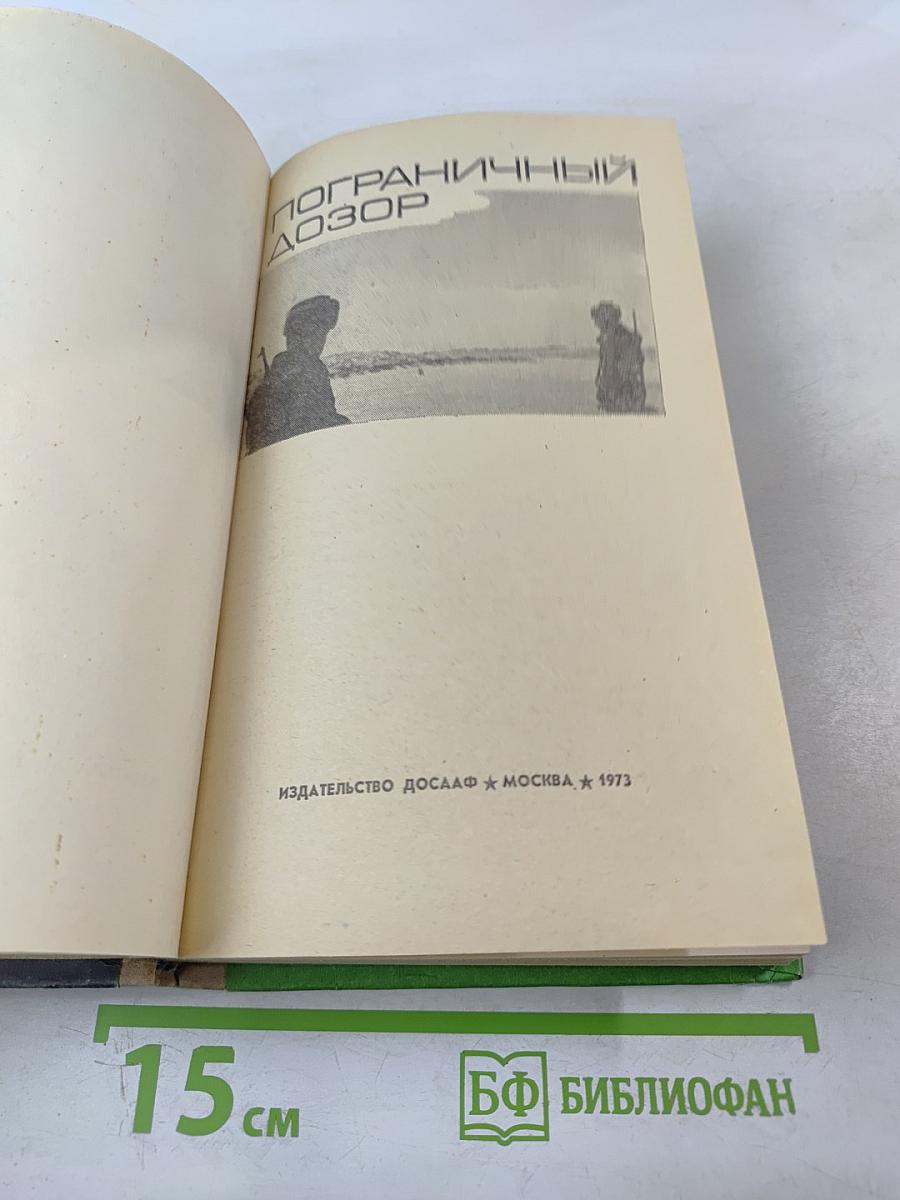 ПОГРАНИЧНЫЙ
ДОЗОР
ИЗДАТЕЛЬСТВО ДОСААФ ★ МОСКВА ★ 1973
15 см
БФ БИБЛИОФАН